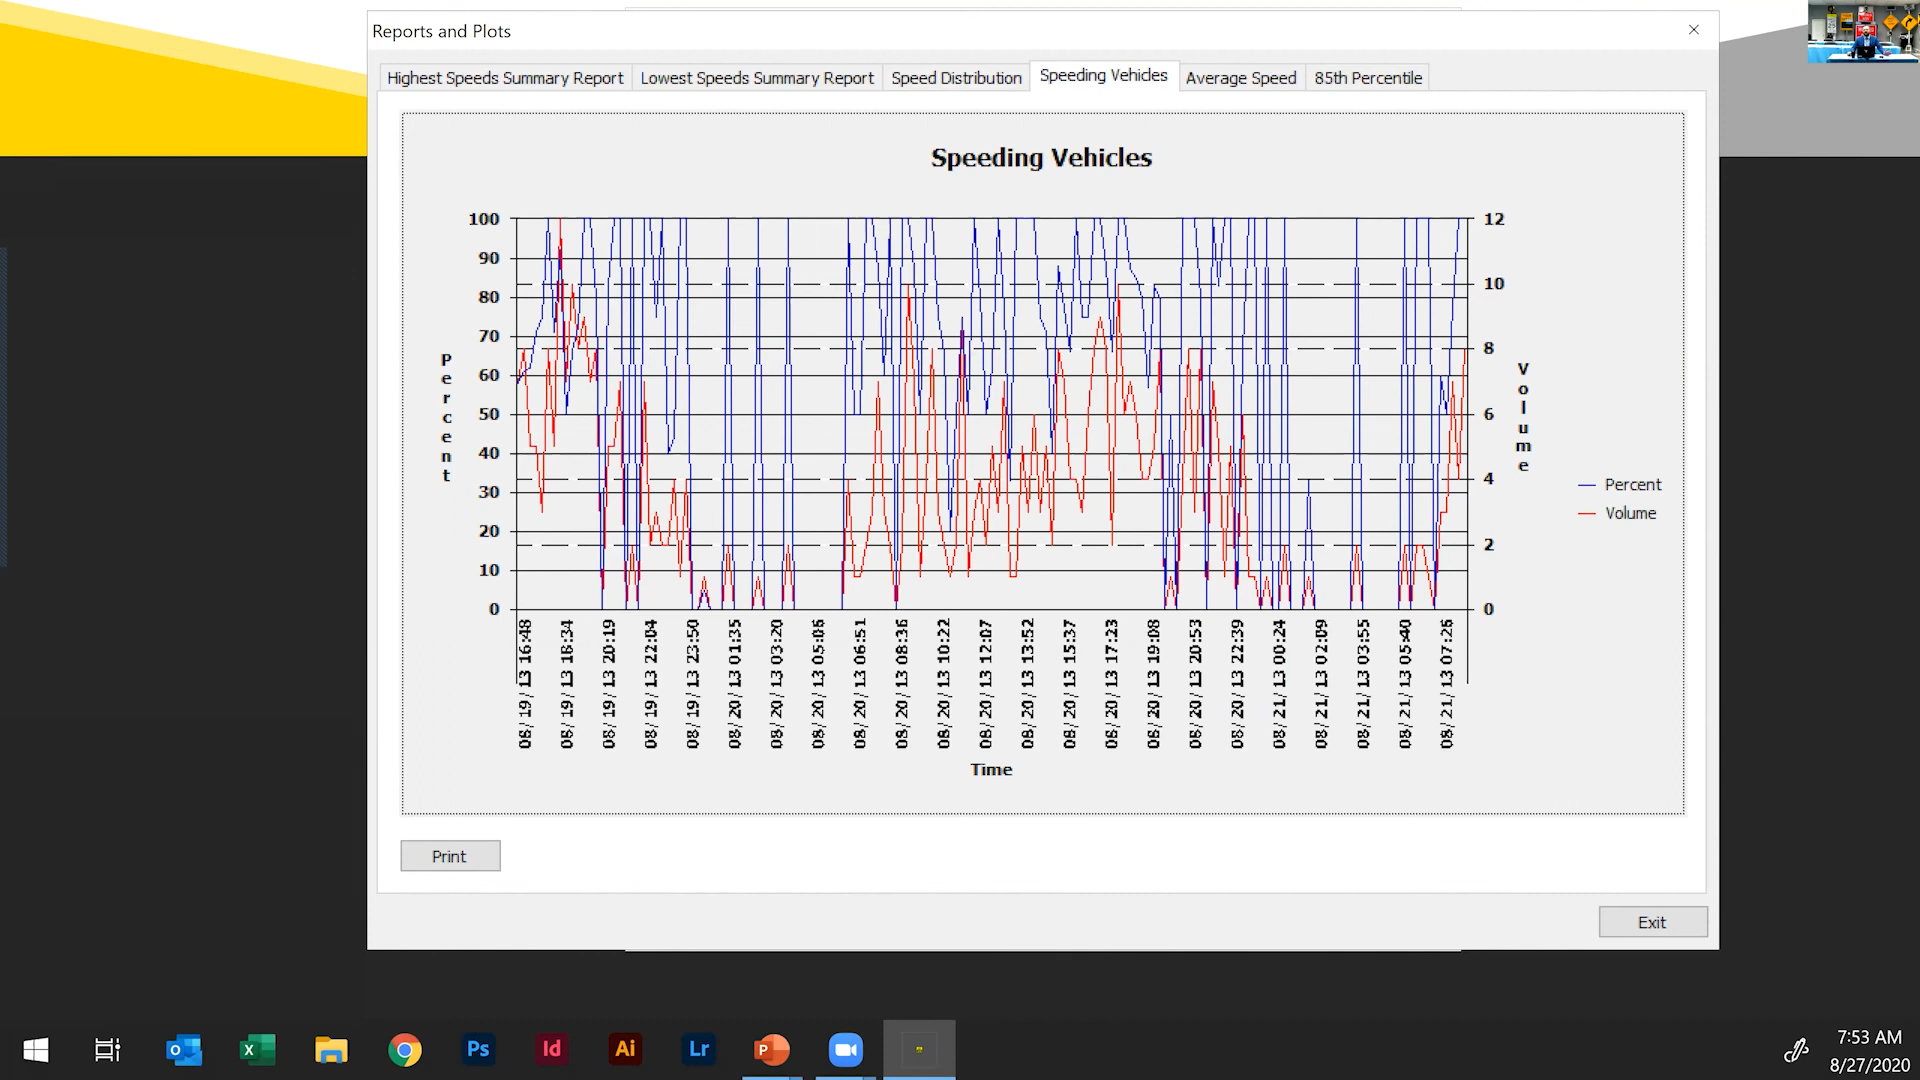 Reports and Plots
Highest Speeds Summary Report
Lowest Speeds Summary Report
Speed Distribution
Speeding Vehicles
Average Speed
85th Percentile
Speeding Vehicles
100
90
80
70
60
50
40
30
20
10
0
Percent
12
10
8
6
4
2
0
Volume
Percent
Volume
08/19/13 16:48
08/19/13 18:34
08/19/13 20:19
08/19/13 22:04
08/19/13 23:50
08/20/13 01:35
08/20/13 03:20
08/20/13 05:06
08/20/13 06:51
08/20/13 08:36
08/20/13 10:22
08/20/13 12:07
08/20/13 13:52
08/20/13 15:37
08/20/13 17:23
08/20/13 19:08
08/20/13 20:53
08/20/13 22:39
08/21/13 00:24
08/21/13 02:09
08/21/13 03:55
08/21/13 05:40
08/21/13 07:26
Time
Print
Exit
Ps
Id
Ai
Lr
7:53 AM
8/27/2020